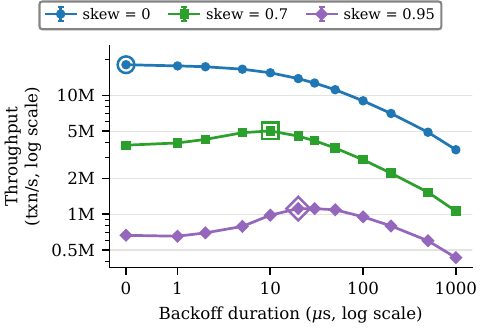 skew = 0 skew = 0.7 skew = 0.95
Throughput
(txn/s, log scale)
10M
5M
2M
1M
0.5M
0 1 10 100 1000
Backoff duration (μs, log scale)